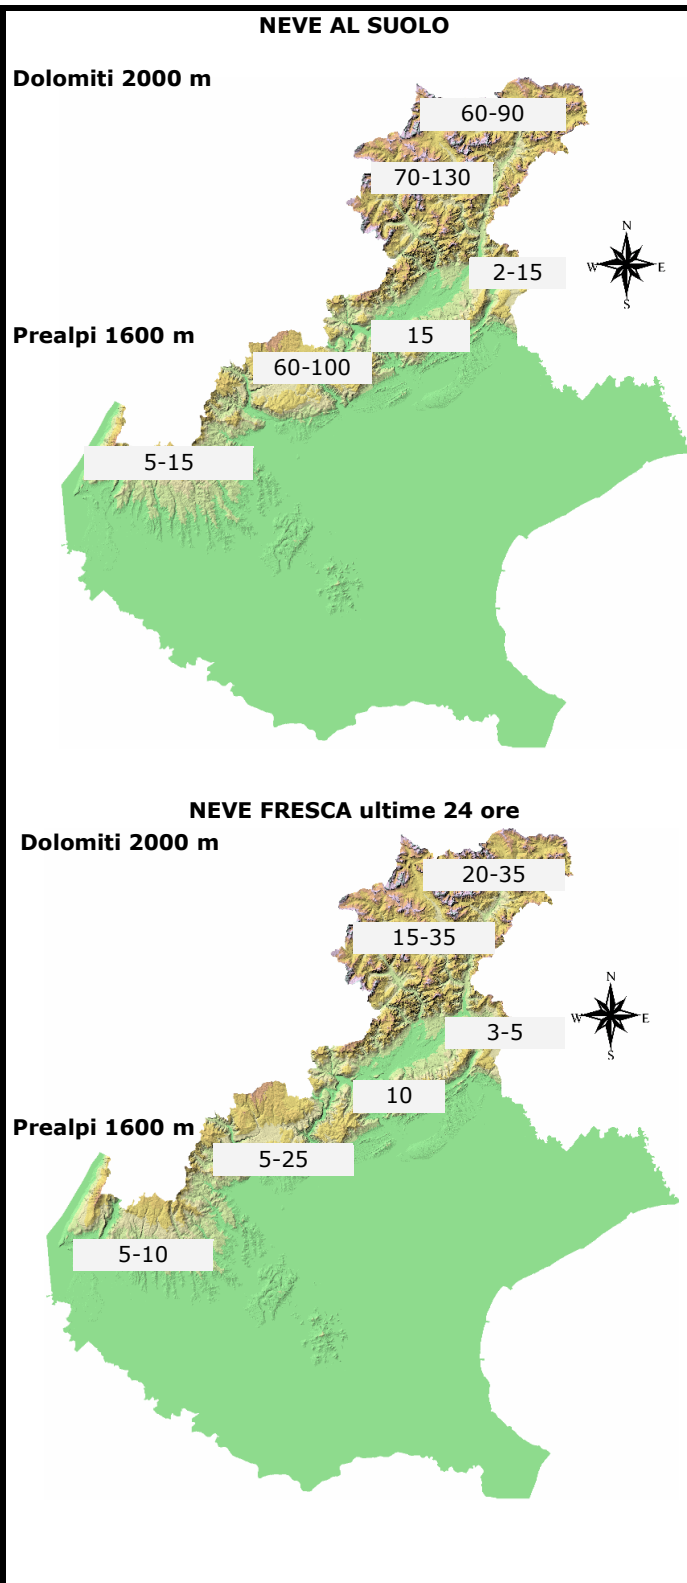 NEVE AL SUOLO
Dolomiti 2000 m
60-90
70-130
N
W E
S
2-15
Prealpi 1600 m
15
60-100
5-15
NEVE FRESCA ultime 24 ore
Dolomiti 2000 m
20-35
15-35
N
W E
S
3-5
10
Prealpi 1600 m
5-25
5-10